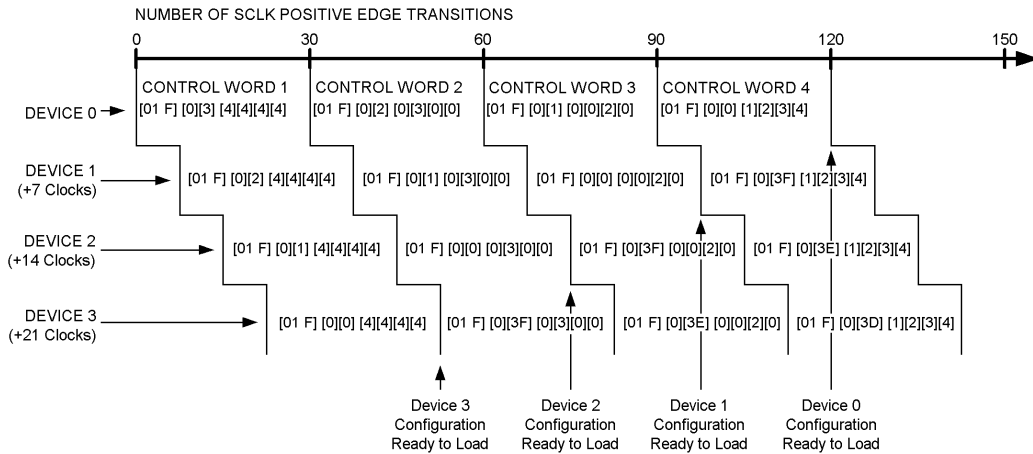 NUMBER OF SCLK POSITIVE EDGE TRANSITIONS
0 30 60 90 120 150
CONTROL WORD 1 CONTROL WORD 2 CONTROL WORD 3 CONTROL WORD 4
DEVICE 0 [01 F] [0][3] [4][4][4][4] [01 F] [0][2] [0][3][0][0] [01 F] [0][1] [0][0][2][0] [01 F] [0][0] [1][2][3][4]
DEVICE 1
(+7 Clocks)
[01 F] [0][2] [4][4][4][4] [01 F] [0][1] [0][3][0][0] [01 F] [0][0] [0][0][2][0] [01 F] [0][3F] [1][2][3][4]
DEVICE 2
(+14 Clocks)
[01 F] [0][1] [4][4][4][4] [01 F] [0][0] [0][3][0][0] [01 F] [0][3F] [0][0][2][0] [01 F] [0][3E] [1][2][3][4]
DEVICE 3
(+21 Clocks)
[01 F] [0][0] [4][4][4][4] [01 F] [0][3F] [0][3][0][0] [01 F] [0][3E] [0][0][2][0] [01 F] [0][3D] [1][2][3][4]
Device 3
Configuration
Ready to Load
Device 2
Configuration
Ready to Load
Device 1
Configuration
Ready to Load
Device 0
Configuration
Ready to Load